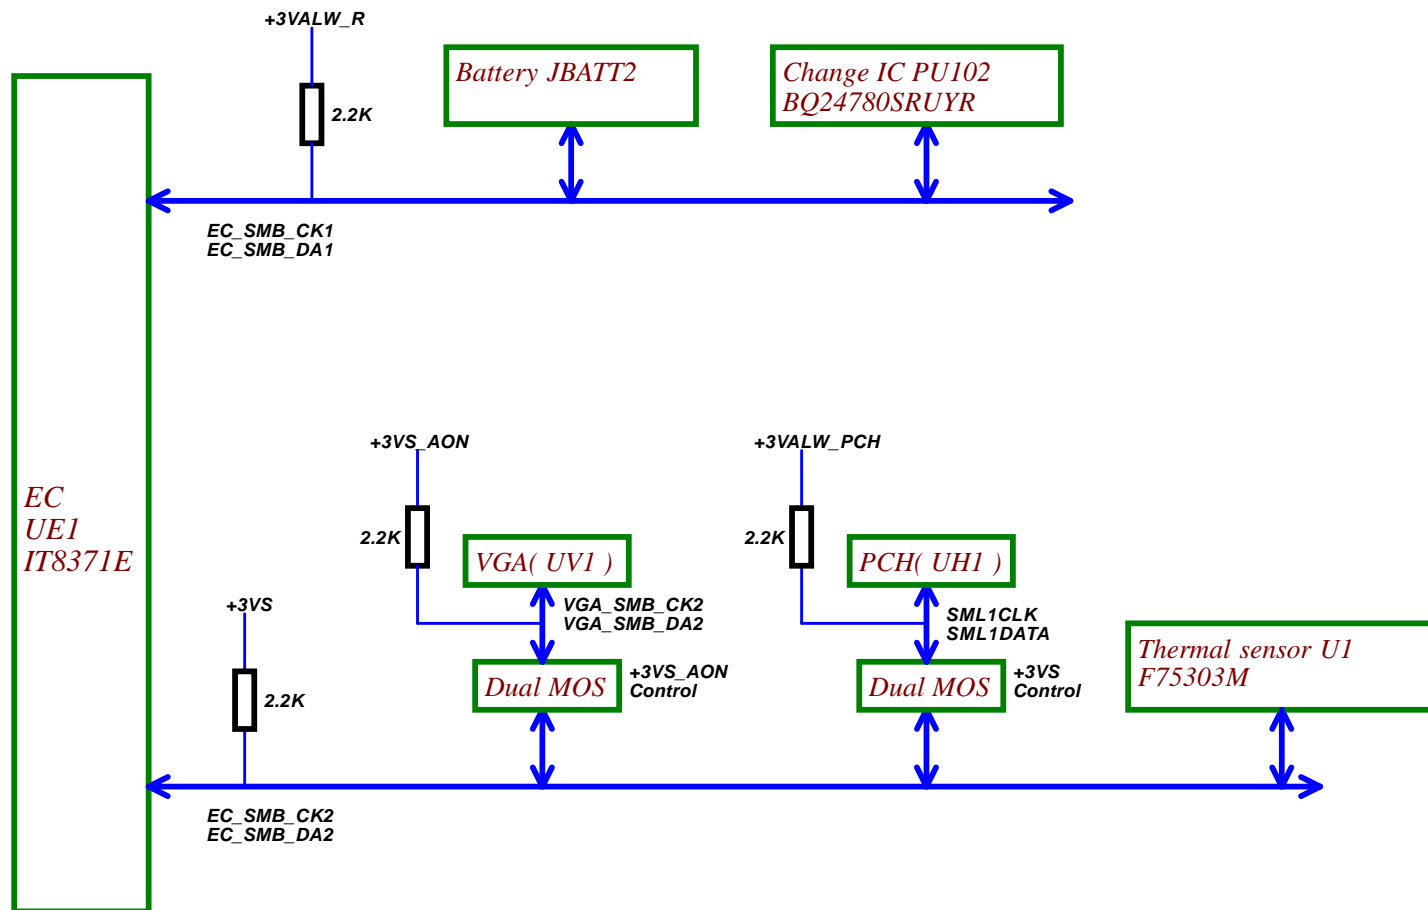 +3VALW_R
2.2K
Battery JBATT2
Change IC PU102
BQ24780SRUYR
EC_SMB_CK1
EC_SMB_DA1
EC
UE1
IT8371E
+3VS_AON
2.2K
VGA( UV1 )
VGA_SMB_CK2
VGA_SMB_DA2
Dual MOS
+3VS_AON
Control
+3VALW_PCH
2.2K
PCH( UH1 )
SML1CLK
SML1DATA
Dual MOS
+3VS
Control
Thermal sensor U1
F75303M
+3VS
2.2K
EC_SMB_CK2
EC_SMB_DA2